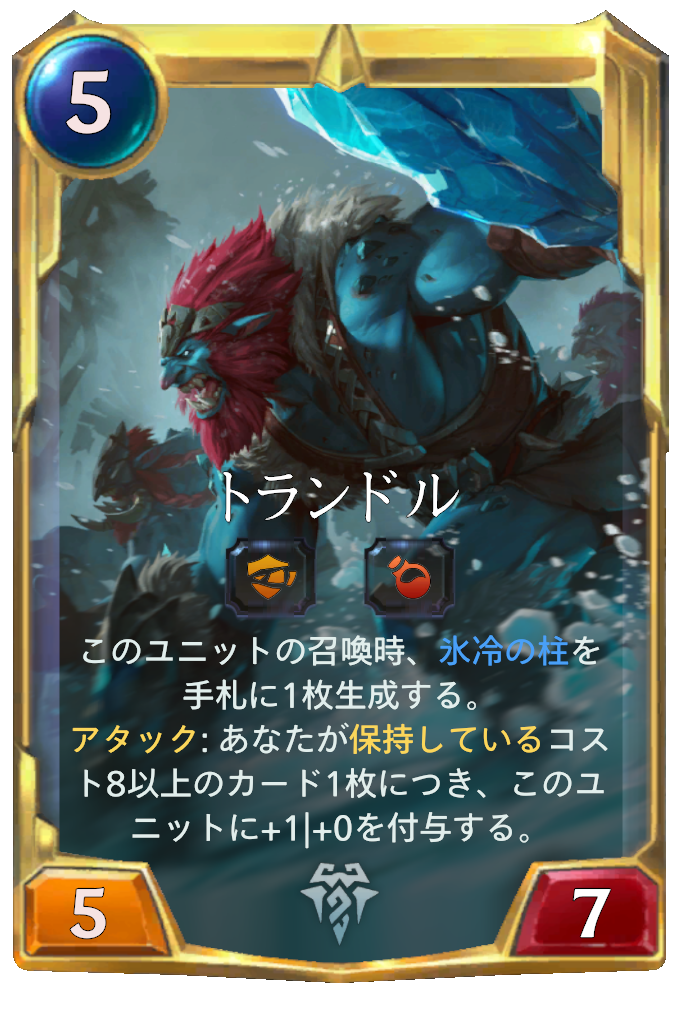 5
トランドル
このユニットの召喚時、氷冷の柱を
手札に1枚生成する。
アタック: あなたが保持しているコス
ト8以上のカード1枚につき、このユ
ニットに+1|+0を付与する。
5
7